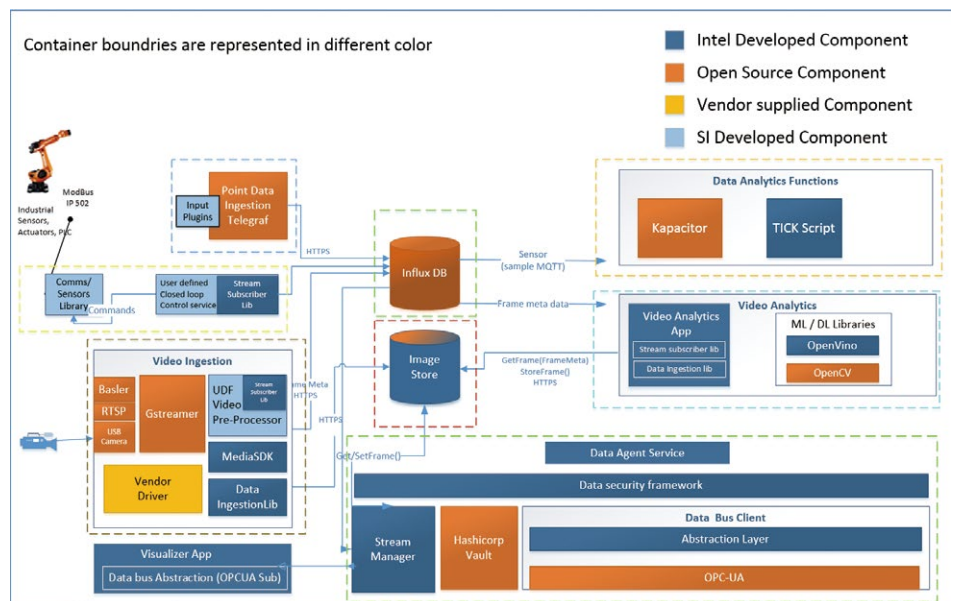 Container boundries are represented in different color
Intel Developed Component
Open Source Component
Vendor supplied Component
SI Developed Component
ModBus
IP 502
Industrial
Sensors,
Actuators, PLC
Input
Plugins
Point Data
Ingestion
Telegraf
HTTPS
Comms/
Sensors
Library
Commands
User defined
Closed loop
Control service
Stream
Subscriber
Lib
Influx DB
Sensor
(sample MQTT)
Frame meta data
Data Analytics Functions
Kapacitor
TICK Script
Video Analytics
Video Analytics
App
Stream subscriber lib
Data Ingestion lib
ML / DL Libraries
OpenVino
OpenCV
Image
Store
GetFrame(FrameMeta)
StoreFrame()
HTTPS
Video Ingestion
Basler
RTSP
USB
Camera
Gstreamer
UDF
Video
Pre-Processor
Stream
Subscriber
Lib
Vendor
Driver
MediaSDK
Data
IngestionLib
Meta
HTTPS
HTTPS
Get/SetFrame()
Data Agent Service
Data security framework
Stream
Manager
Hashicorp
Vault
Data Bus Client
Abstraction Layer
OPC-UA
Visualizer App
Data bus Abstraction (OPCUA Sub)